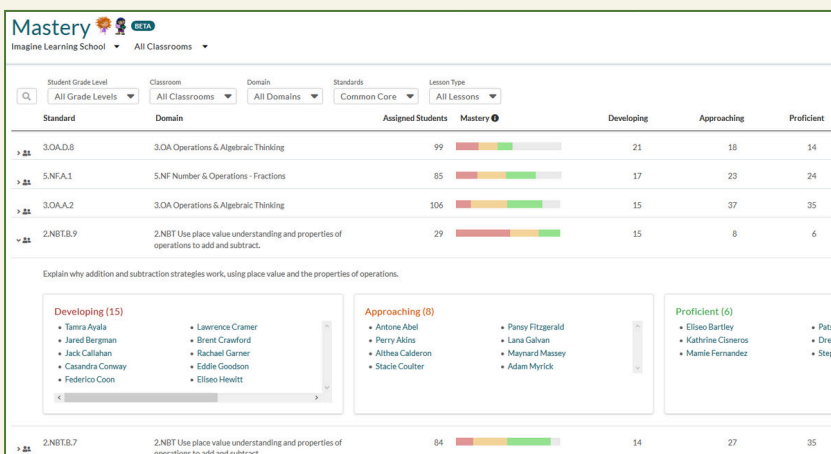 Mastery BETA
Imagine Learning School All Classrooms
Student Grade Level Classroom Domain Standards Lesson Type
All Grade Levels All Classrooms All Domains Common Core All Lessons
Standard Domain Assigned Students Mastery Developing Approaching Proficient
3.OA.D.8 3.OA Operations & Algebraic Thinking 99 21 18 14
5.NF.A.1 5.NF Number & Operations - Fractions 85 17 23 24
3.OA.A.2 3.OA Operations & Algebraic Thinking 106 15 37 35
2.NBT.B.9 2.NBT Use place value understanding and properties of 29 15 8 6
operations to add and subtract.
Explain why addition and subtraction strategies work, using place value and the properties of operations.
Developing (15)
• Tamra Ayala • Lawrence Cramer
• Jared Bergman • Brent Crawford
• Jack Callahan • Rachael Garner
• Casandra Conway • Eddie Goodson
• Federico Coon • Eliseo Hewitt
Approaching (8)
• Antone Abel • Pansy Fitzgerald
• Perry Akins • Lana Galvan
• Althea Calderon • Maynard Massey
• Stacie Coulter • Adam Myrick
Proficient (6)
• Eliseo Bartley • Pats
• Kathrine Cisneros • Dre
• Mamie Fernandez • Step
2.NBT.B.7 2.NBT Use place value understanding and properties of 84 14 27 35
operations to add and subtract.